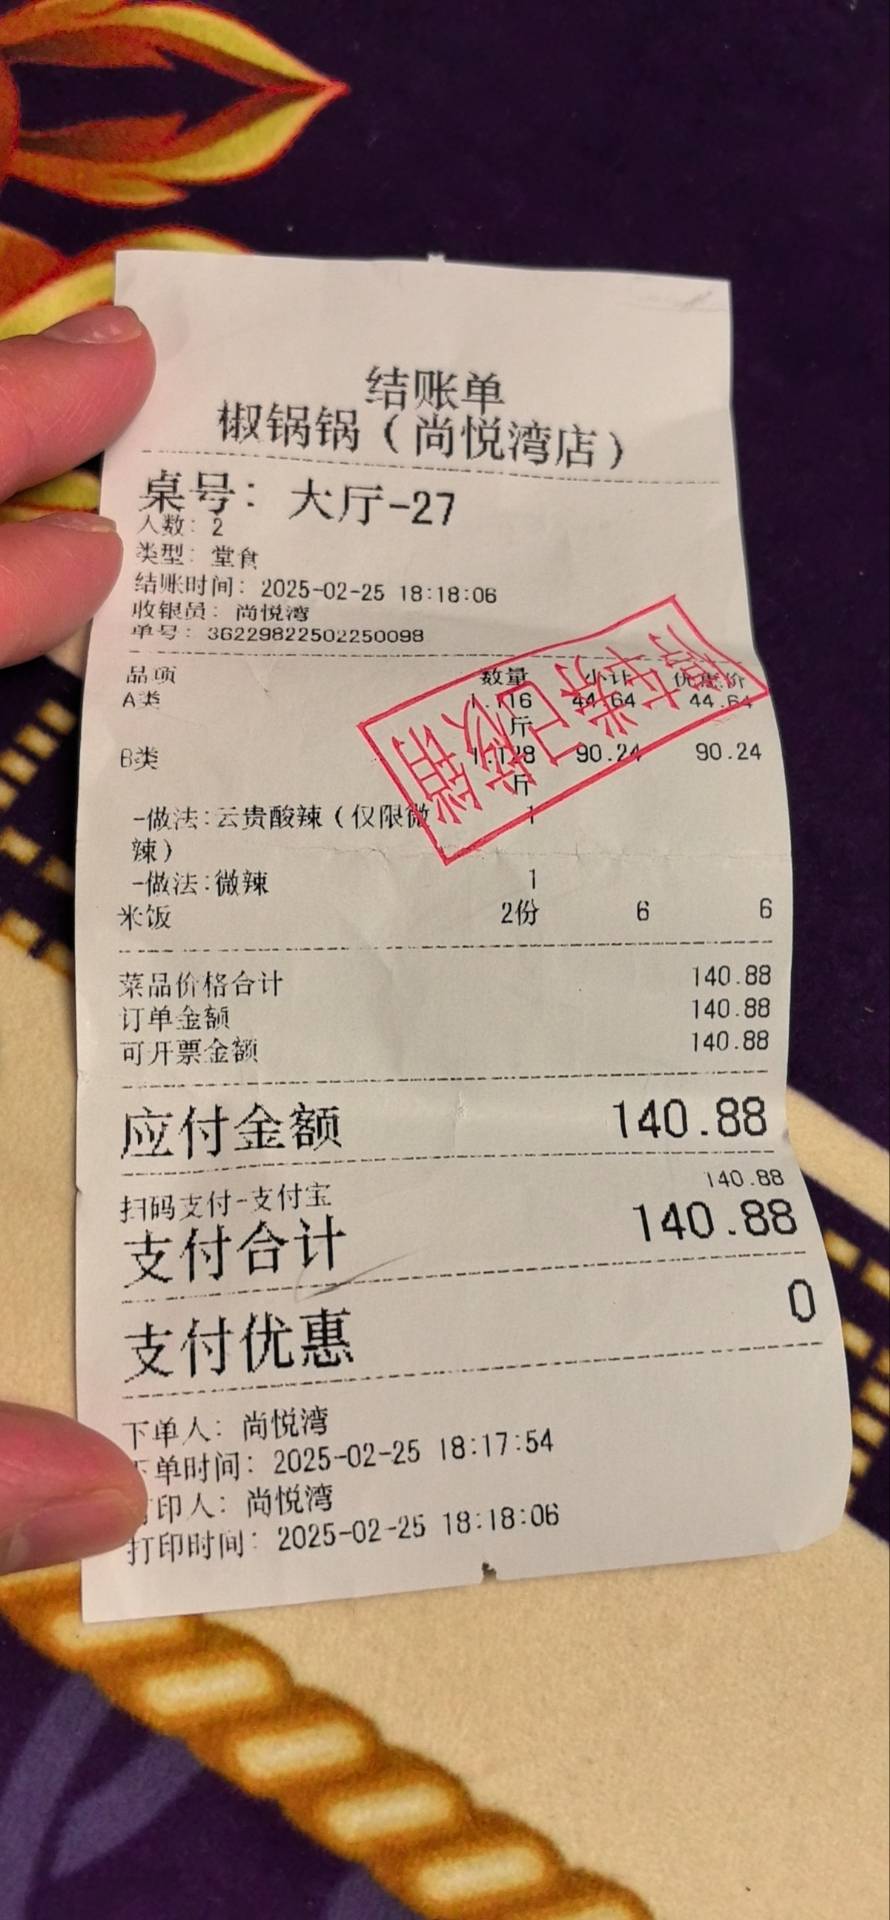 结账单
椒锅锅（尚悦湾店）
桌号：大厅-27
人数：2
类型：堂食
结账时间：2025-02-25 18:18:06
收银员：尚悦湾
单号：36229822502250098
品项 数量 小计 优惠价
A类 1.116 44.64 44.64
斤
B类 1.128 90.24 90.24
斤
-做法:云贵酸辣（仅限微 1
辣）
-做法:微辣 1
米饭 2份 6 6
菜品价格合计 140.88
订单金额 140.88
可开票金额 140.88
应付金额 140.88
扫码支付-支付宝 140.88
支付合计 140.88
支付优惠 0
下单人：尚悦湾
下单时间：2025-02-25 18:17:54
打印人：尚悦湾
打印时间：2025-02-25 18:18:06